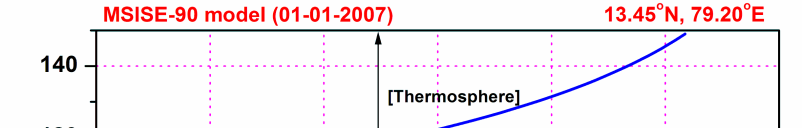 MSISE-90 model (01-01-2007) 13.45°N, 79.20°E
140
[Thermosphere]